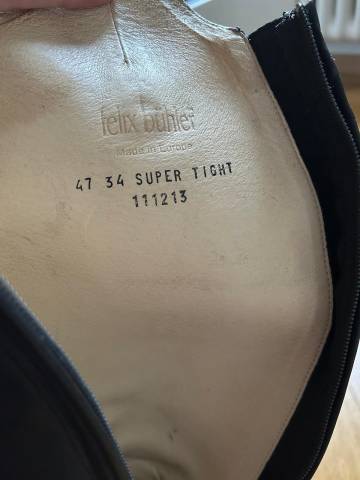 felix bühler
Made in Europe
47 34 SUPER TIGHT
111213